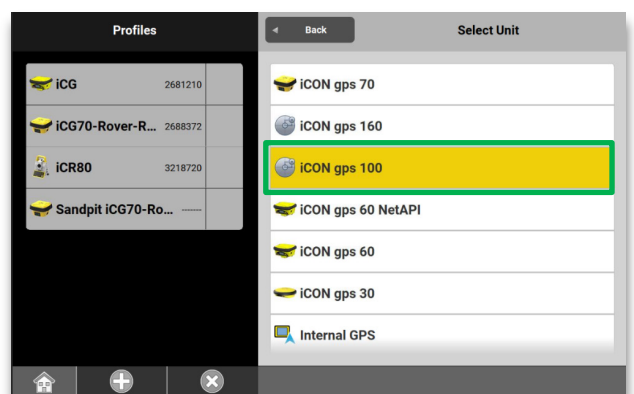 Profiles
iCG 2681210
iCG70-Rover-R... 2688372
iCR80 3218720
Sandpit iCG70-Ro... ------
Back
Select Unit
iCON gps 70
iCON gps 160
iCON gps 100
iCON gps 60 NetAPI
iCON gps 60
iCON gps 30
Internal GPS